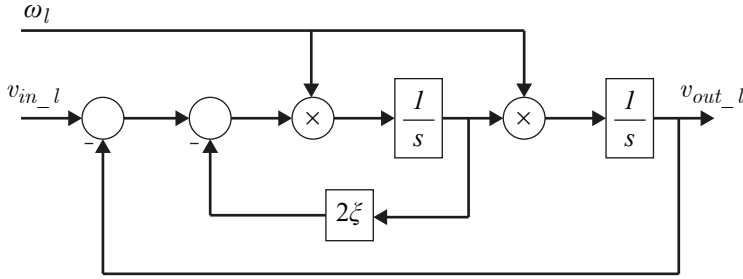 ω_l
v_in_l
v_out_l
-
-
×
1/s
×
1/s
2ξ